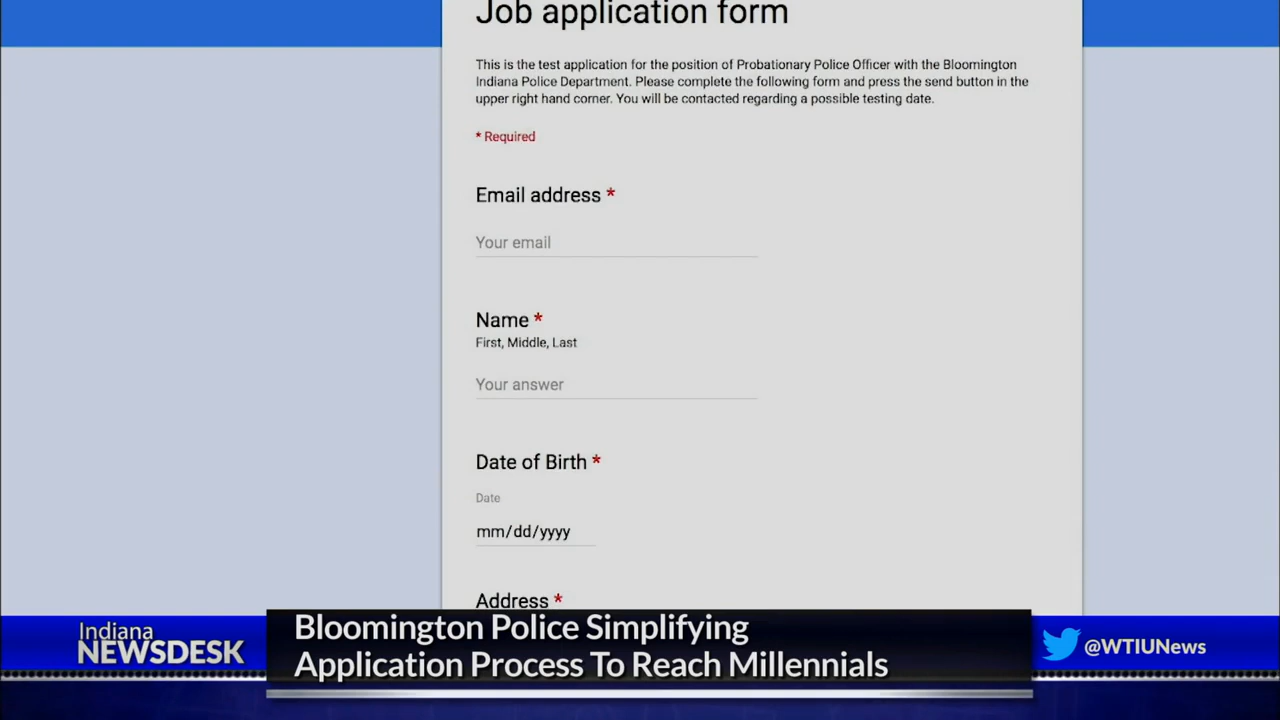 Job application form
This is the test application for the position of Probationary Police Officer with the Bloomington
Indiana Police Department. Please complete the following form and press the send button in the
upper right hand corner. You will be contacted regarding a possible testing date.
* Required
Email address *
Your email
Name *
First, Middle, Last
Your answer
Date of Birth *
Date
mm/dd/yyyy
Address *
Indiana
NEWSDESK
Bloomington Police Simplifying
Application Process To Reach Millennials
@WTIUNews